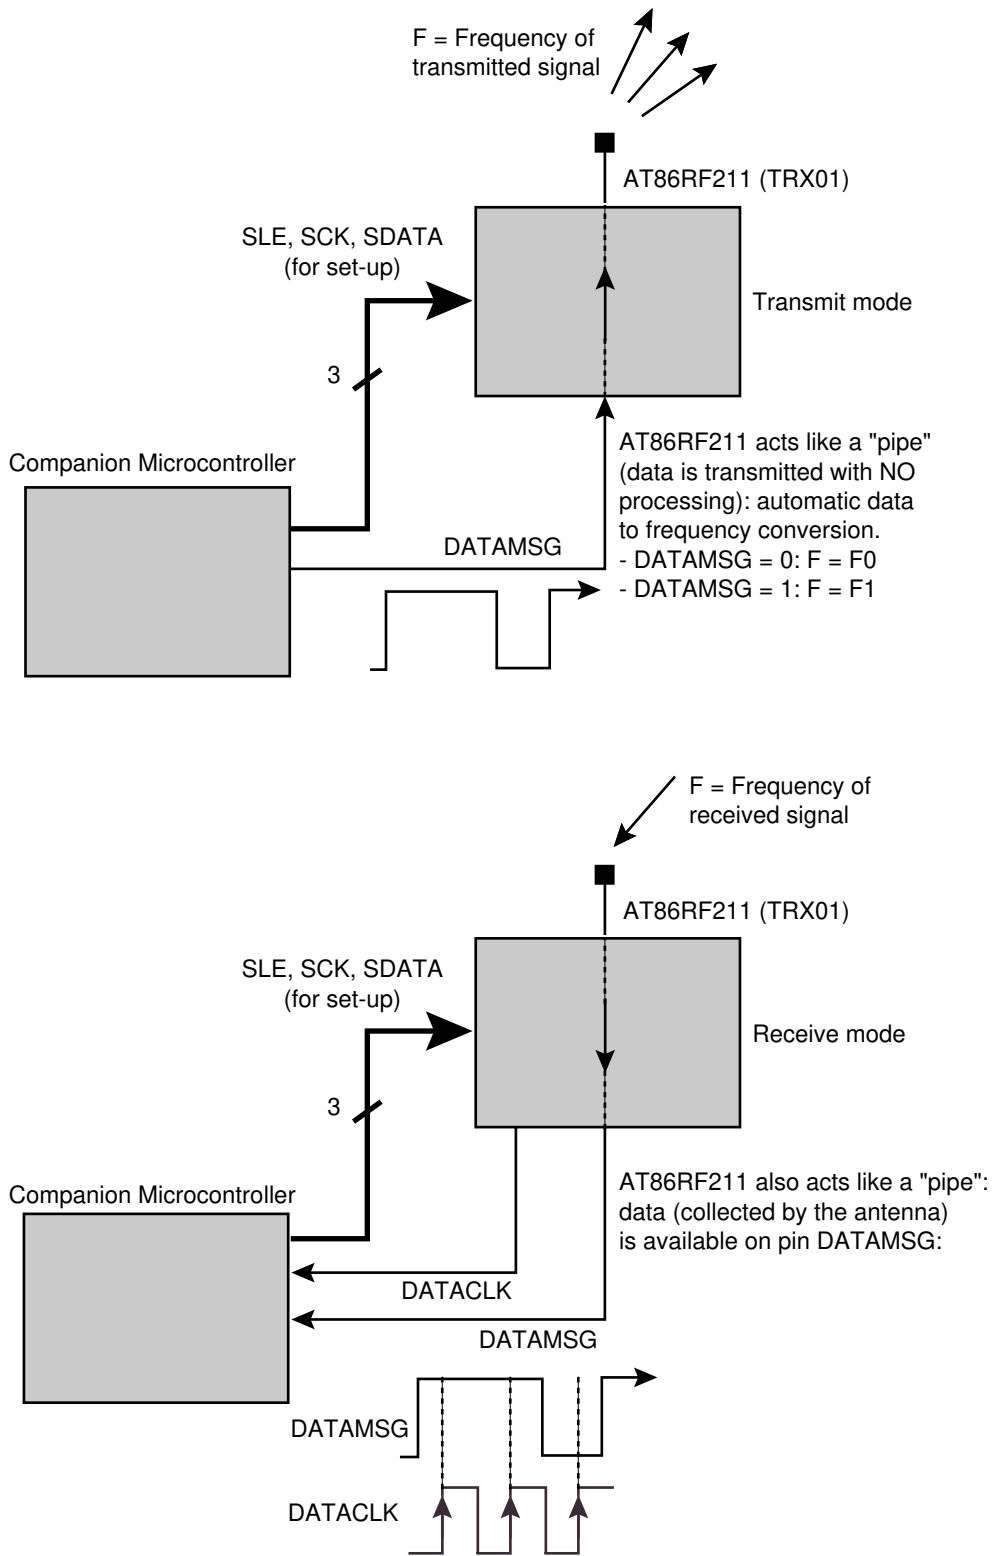 F = Frequency of
transmitted signal
AT86RF211 (TRX01)
SLE, SCK, SDATA
(for set-up)
Transmit mode
3
AT86RF211 acts like a "pipe"
(data is transmitted with NO
processing): automatic data
to frequency conversion.
- DATAMSG = 0: F = F0
- DATAMSG = 1: F = F1
Companion Microcontroller
DATAMSG
F = Frequency of
received signal
AT86RF211 (TRX01)
SLE, SCK, SDATA
(for set-up)
Receive mode
3
AT86RF211 also acts like a "pipe":
data (collected by the antenna)
is available on pin DATAMSG:
Companion Microcontroller
DATACLK
DATAMSG
DATAMSG
DATACLK